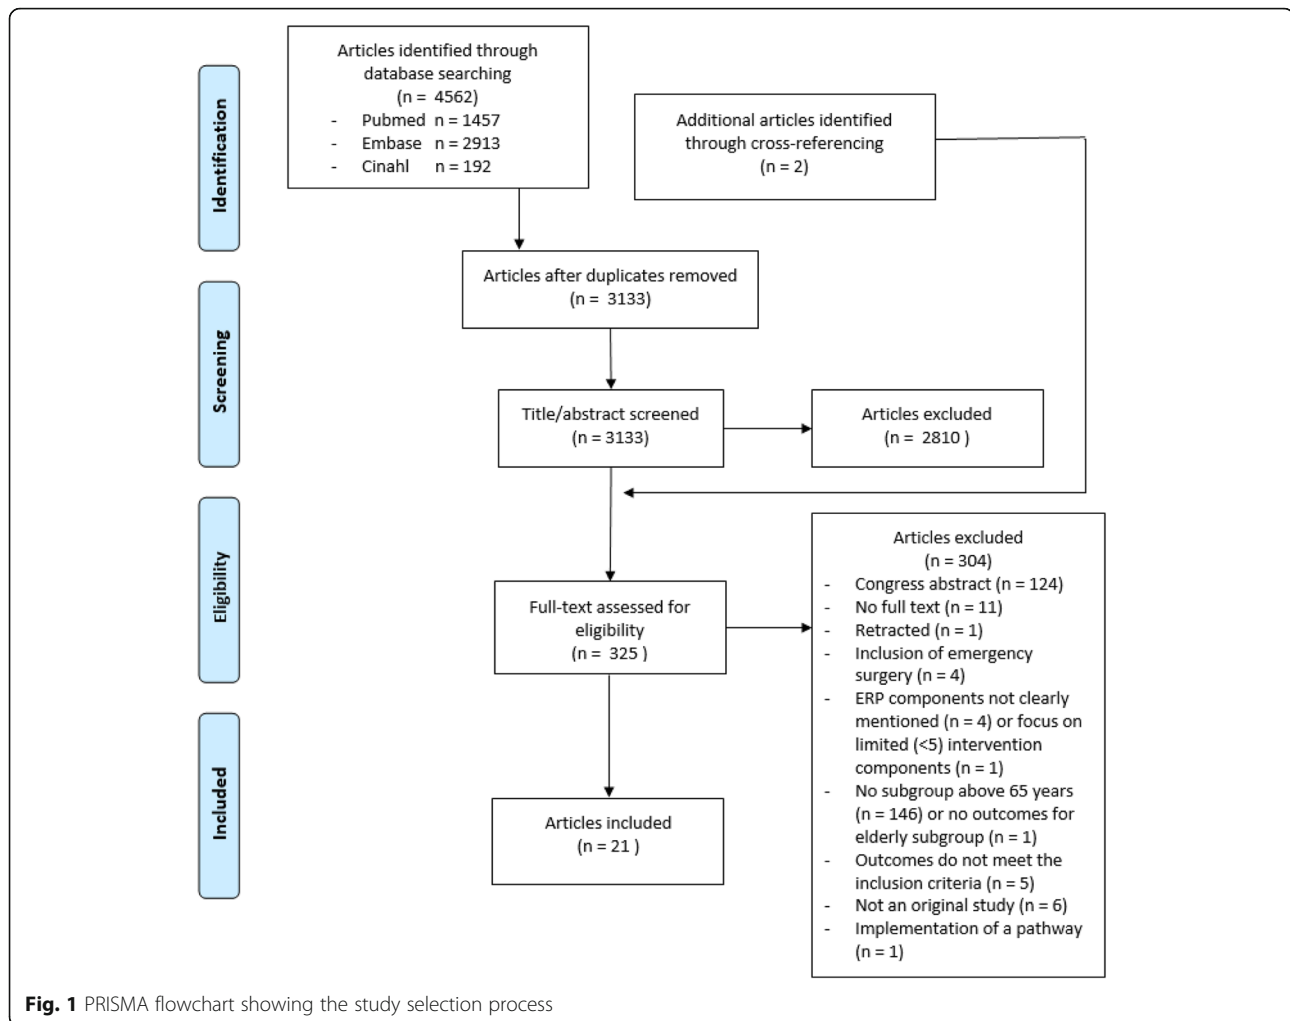 Identification
Articles identified through
database searching
(n = 4562)
- Pubmed n = 1457
- Embase n = 2913
- Cinahl n = 192
Additional articles identified
through cross-referencing
(n = 2)
Articles after duplicates removed
(n = 3133)
Screening
Title/abstract screened
(n = 3133)
Articles excluded
(n = 2810 )
Eligibility
Full-text assessed for
eligibility
(n = 325 )
Articles excluded
(n = 304)
- Congress abstract (n = 124)
- No full text (n = 11)
- Retracted (n = 1)
- Inclusion of emergency
surgery (n = 4)
- ERP components not clearly
mentioned (n = 4) or focus on
limited (<5) intervention
components (n = 1)
- No subgroup above 65 years
(n = 146) or no outcomes for
elderly subgroup (n = 1)
- Outcomes do not meet the
inclusion criteria (n = 5)
- Not an original study (n = 6)
- Implementation of a pathway
(n = 1)
Included
Articles included
(n = 21 )
Fig. 1 PRISMA flowchart showing the study selection process